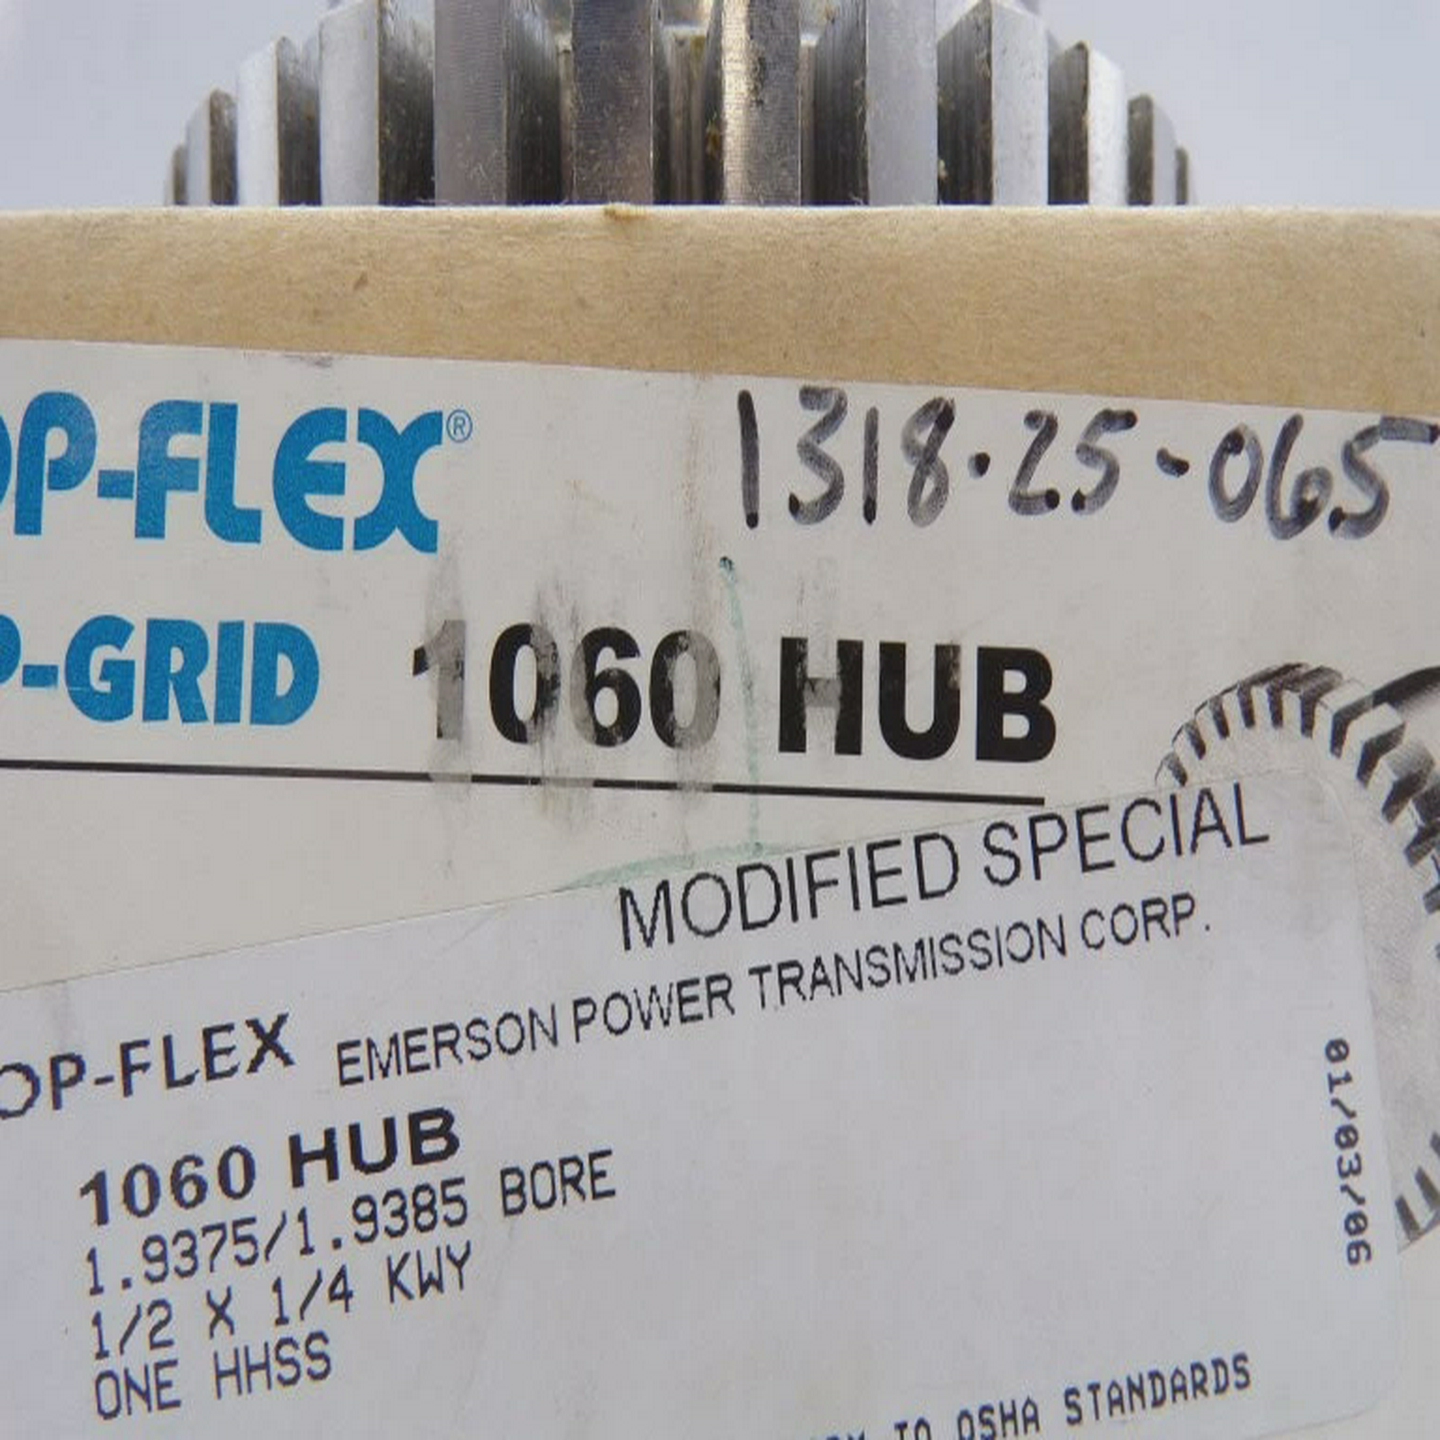 OP-FLEX®
1318-25-065
P-GRID 1060 HUB
MODIFIED SPECIAL
OP-FLEX EMERSON POWER TRANSMISSION CORP.
1060 HUB
1.9375/1.9385 BORE
1/2 X 1/4 KWY
ONE HHSS
01/03/06
TO OSHA STANDARDS